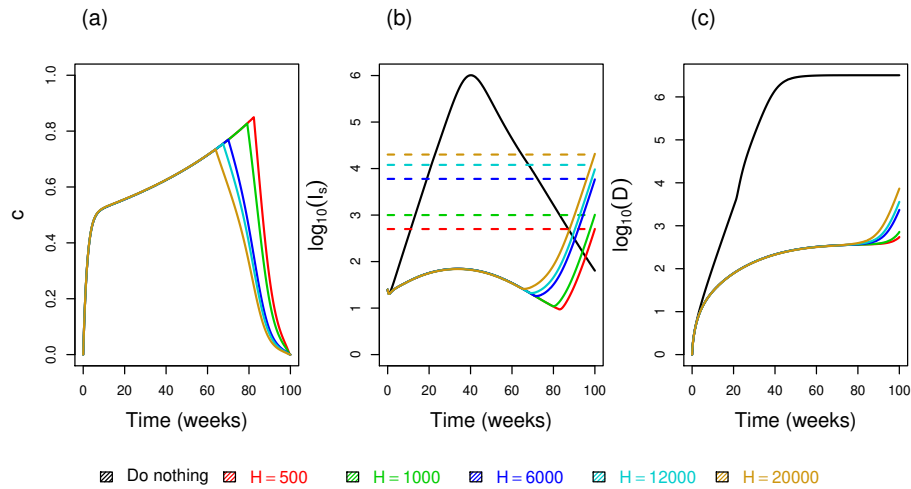 (a)
(b)
(c)
c
0.0
0.2
0.4
0.6
0.8
1.0
0
20
40
60
80
100
Time (weeks)
log10(Is)
0
1
2
3
4
5
6
0
20
40
60
80
100
Time (weeks)
log10(D)
0
1
2
3
4
5
6
0
20
40
60
80
100
Time (weeks)
Do nothing
H = 500
H = 1000
H = 6000
H = 12000
H = 20000